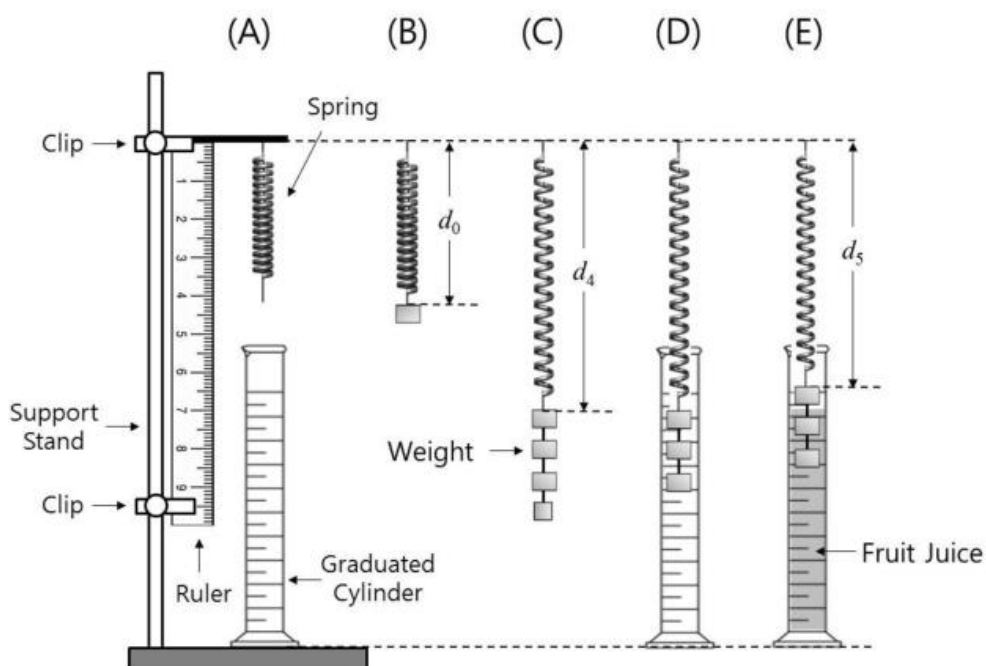 (A) (B) (C) (D) (E)
Spring
Clip
1
2
3
4
5
6
7
8
9
d0
d4
d5
Support
Stand
Weight
Clip
Ruler
Graduated
Cylinder
Fruit Juice